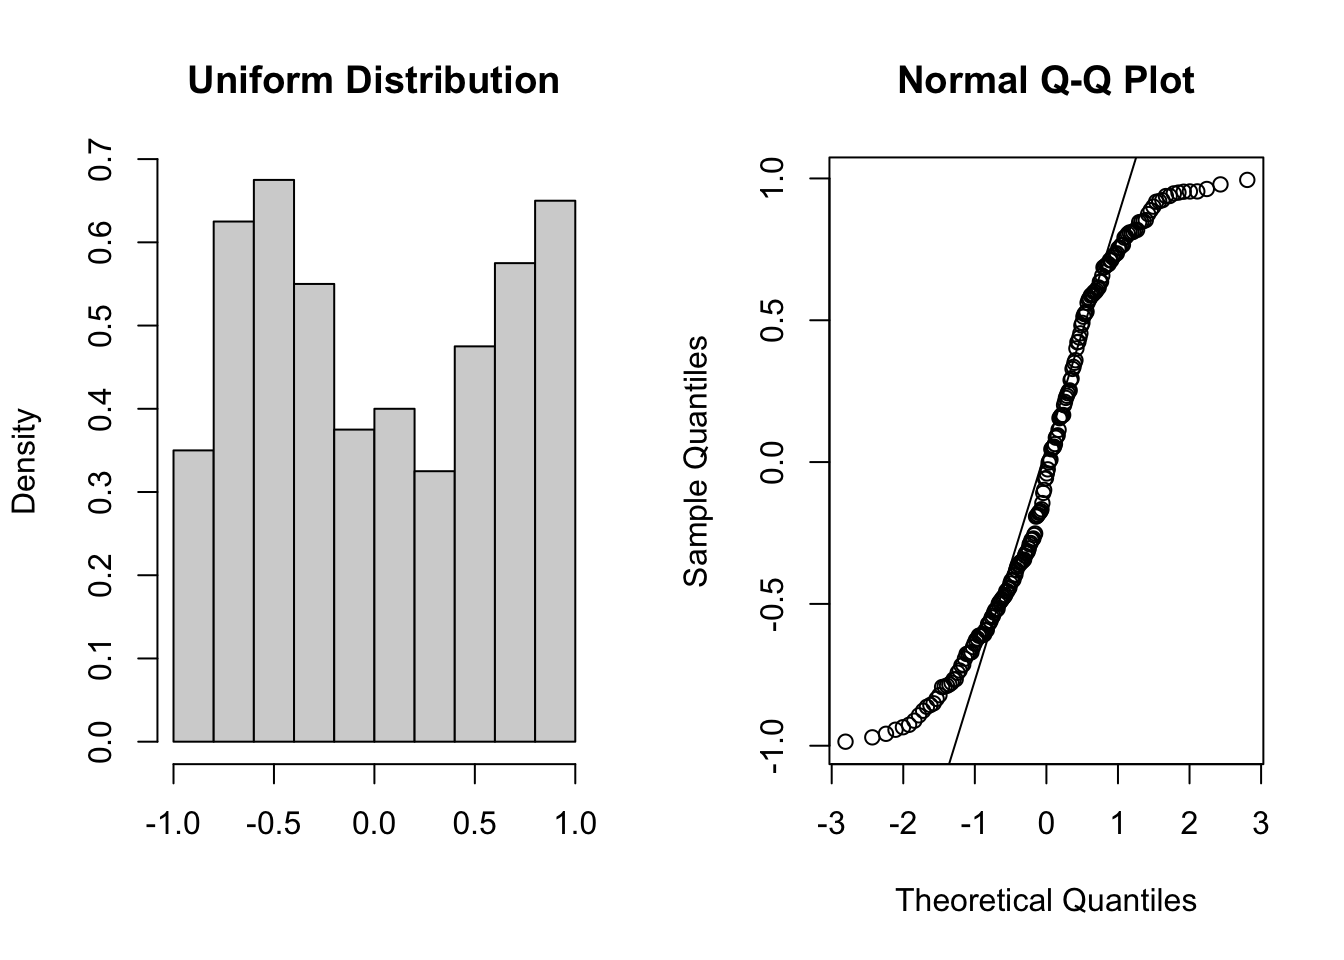 Uniform Distribution
Density
0.7
0.6
0.5
0.4
0.3
0.2
0.1
0.0
-1.0 -0.5 0.0 0.5 1.0
Normal Q-Q Plot
Sample Quantiles
1.0
0.5
0.0
-0.5
-1.0
-3 -2 -1 0 1 2 3
Theoretical Quantiles